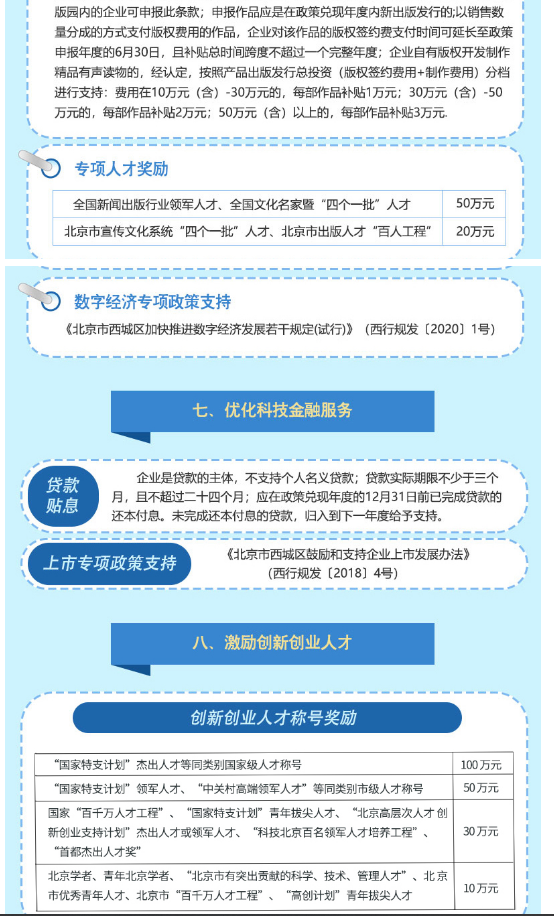 版园内的企业可申报此条款；申报作品应是在政策兑现年度内新出版发行的;以销售数
量分成的方式支付版权费用的作品，企业对该作品的版权签约费支付时间可延长至政策
申报年度的6月30日，且补贴总时间跨度不超过一个完整年度；企业自有版权开发制作
精品有声读物的，经认定，按照产品出版发行总投资（版权签约费用+制作费用）分档
进行支持：费用在10万元（含）-30万元的，每部作品补贴1万元；30万元（含）-50
万元的，每部作品补贴2万元；50万元（含）以上的，每部作品补贴3万元.
专项人才奖励
全国新闻出版行业领军人才、全国文化名家暨“四个一批”人才 50万元
北京市宣传文化系统“四个一批”人才、北京市出版人才“百人工程” 20万元
数字经济专项政策支持
《北京市西城区加快推进数字经济发展若干规定(试行)》（西行规发〔2020〕1号）
七、优化科技金融服务
贷款
贴息
企业是贷款的主体，不支持个人名义贷款；贷款实际期限不少于三个
月，且不超过二十四个月；应在政策兑现年度的12月31日前已完成贷款的
还本付息。未完成还本付息的贷款，归入到下一年度给予支持。
上市专项政策支持
《北京市西城区鼓励和支持企业上市发展办法》
（西行规发〔2018〕4号）
八、激励创新创业人才
创新创业人才称号奖励
“国家特支计划”杰出人才等同类别国家级人才称号 100万元
“国家特支计划”领军人才、“中关村高端领军人才”等同类别市级人才称号 50万元
国家“百千万人才工程”、“国家特支计划”青年拔尖人才、“北京高层次人才创
新创业支持计划”杰出人才或领军人才、“科技北京百名领军人才培养工程”、 30万元
“首都杰出人才奖”
北京学者、青年北京学者、“北京市有突出贡献的科学、技术、管理人才”、北京
市优秀青年人才、北京市“百千万人才工程”、“高创计划”青年拔尖人才 10万元